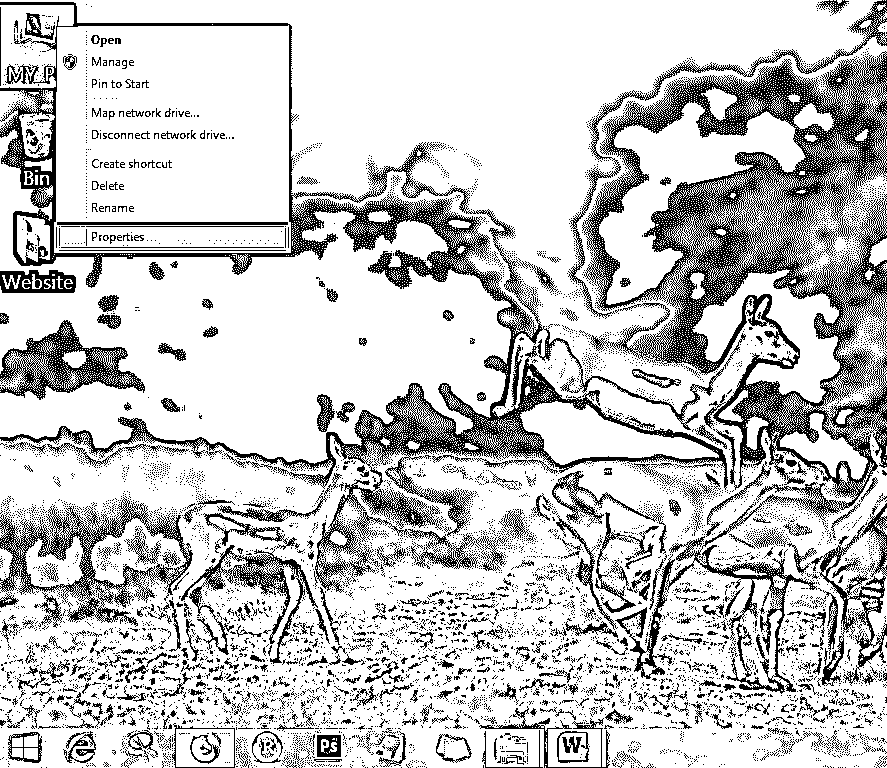 MY P
Open
Manage
Pin to Start
Map network drive...
Disconnect network drive...
Create shortcut
Delete
Rename
Properties
Bin
Website
R
Ps
W